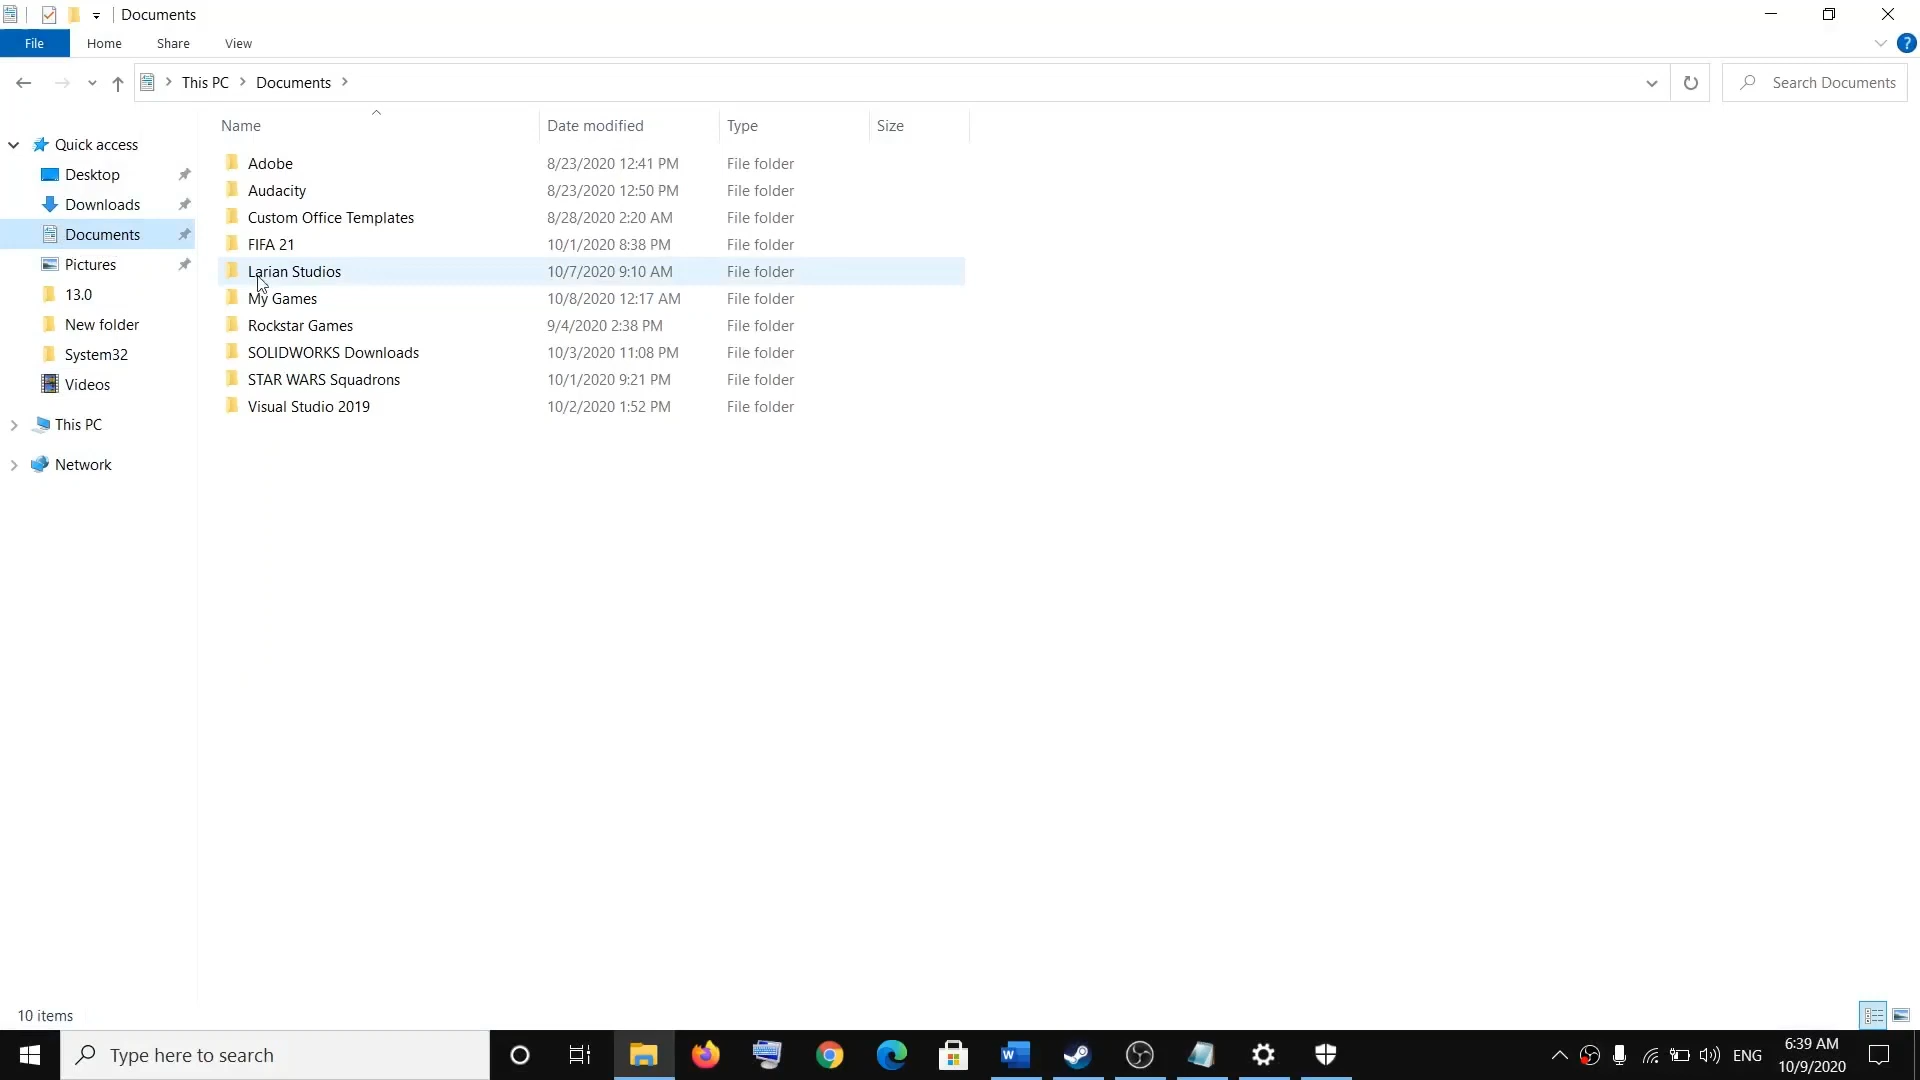 Documents
File Home Share View
This PC Documents Search Documents
Name Date modified Type Size
Quick access
Desktop
Downloads
Documents
Pictures
13.0
New folder
System32
Videos
This PC
Network
Adobe 8/23/2020 12:41 PM File folder
Audacity 8/23/2020 12:50 PM File folder
Custom Office Templates 8/28/2020 2:20 AM File folder
FIFA 21 10/1/2020 8:38 PM File folder
Larian Studios 10/7/2020 9:10 AM File folder
My Games 10/8/2020 12:17 AM File folder
Rockstar Games 9/4/2020 2:38 PM File folder
SOLIDWORKS Downloads 10/3/2020 11:08 PM File folder
STAR WARS Squadrons 10/1/2020 9:21 PM File folder
Visual Studio 2019 10/2/2020 1:52 PM File folder
10 items
Type here to search
ENG
6:39 AM
10/9/2020